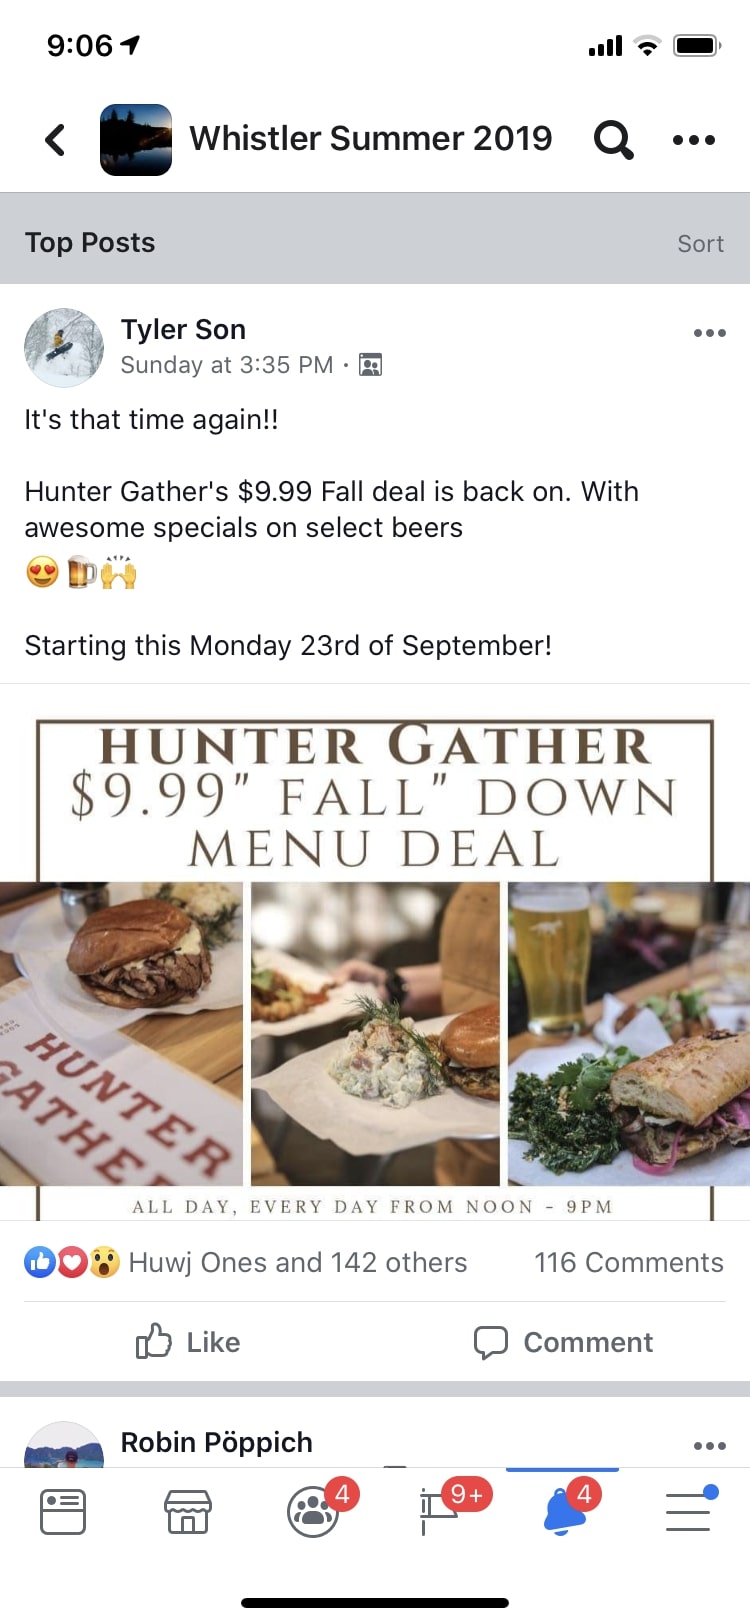 9:06
Whistler Summer 2019
Top Posts
Sort
Tyler Son
Sunday at 3:35 PM ·
It's that time again!!
Hunter Gather's $9.99 Fall deal is back on. With
awesome specials on select beers
😍🍺🙌
Starting this Monday 23rd of September!
HUNTER GATHER
$9.99" FALL" DOWN
MENU DEAL
HUNTER
GATHER
ALL DAY, EVERY DAY FROM NOON - 9PM
Huwj Ones and 142 others
116 Comments
Like
Comment
Robin Pöppich
4
9+
4